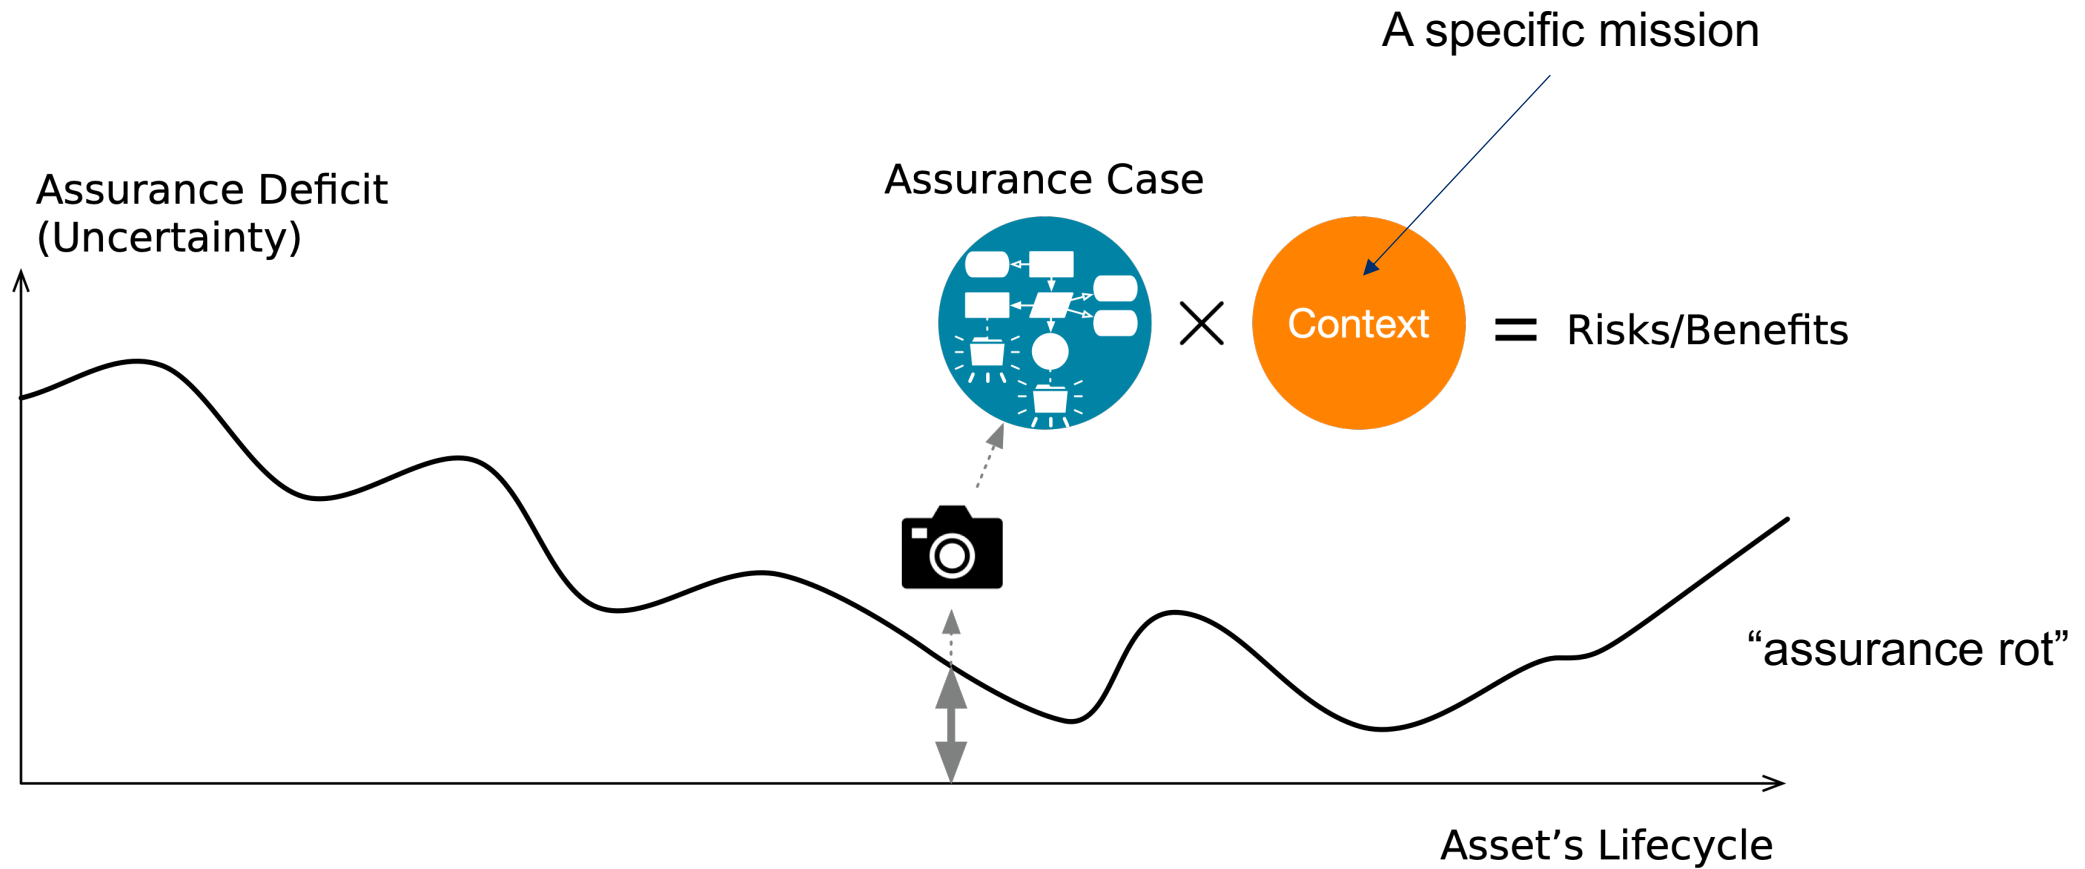 A specific mission
Assurance Case
Assurance Deficit
(Uncertainty)
Context
= Risks/Benefits
“assurance rot”
Asset’s Lifecycle